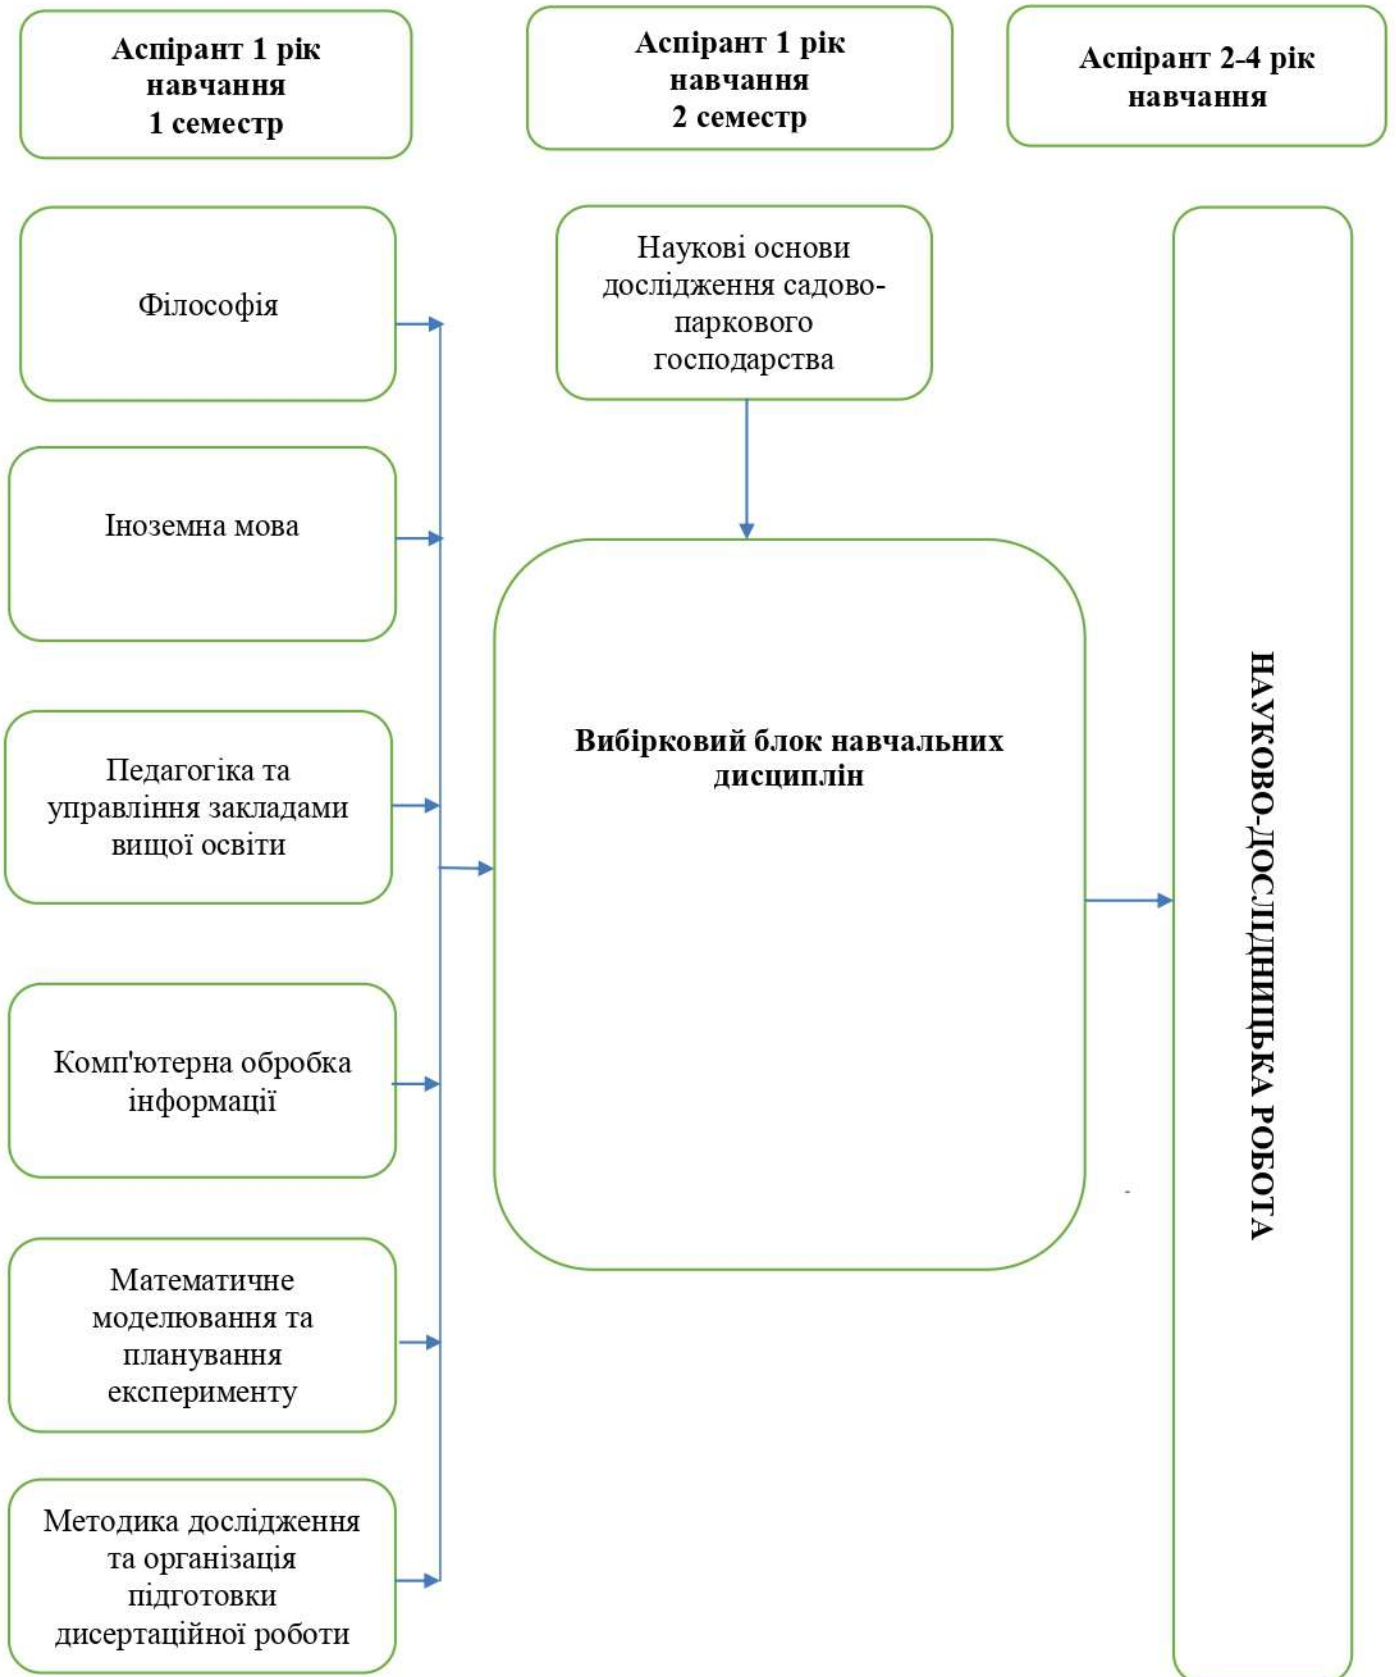 Аспірант 1 рік
навчання
1 семестр
Аспірант 1 рік
навчання
2 семестр
Аспірант 2-4 рік
навчання
Філософія
Іноземна мова
Педагогіка та
управління закладами
вищої освіти
Комп'ютерна обробка
інформації
Математичне
моделювання та
планування
експерименту
Методика дослідження
та організація
підготовки
дисертаційної роботи
Наукові основи
дослідження садово-
паркового
господарства
Вибірковий блок навчальних
дисциплін
НАУКОВО-ДОСЛІДНИЦЬКА РОБОТА